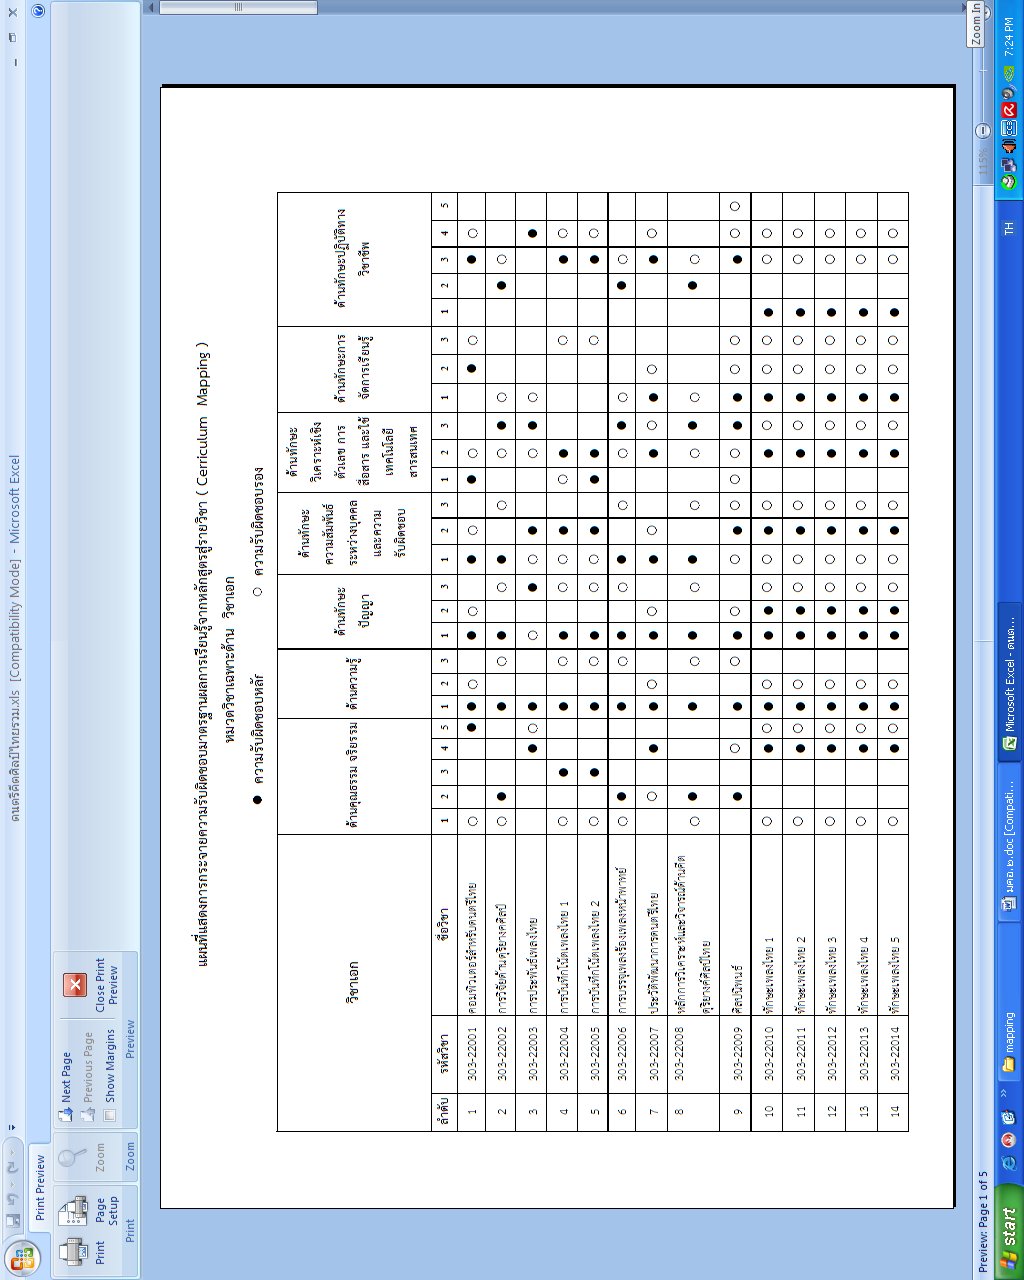 ดนตรีคีตศิลป์ไทยรวม.xls [Compatibility Mode] - Microsoft Excel
Print Preview
Print
Page Setup
Zoom
Next Page
Previous Page
Show Margins
Close Print Preview
Print
Zoom
Preview
แผนที่แสดงการกระจายความรับผิดชอบมาตรฐานผลการเรียนรู้จากหลักสูตรสู่รายวิชา ( Cerriculum Mapping )
หมวดวิชาเฉพาะด้าน วิชาเอก
● ความรับผิดชอบหลัก ○ ความรับผิดชอบรอง
วิชาเอก
ด้านคุณธรรม จริยธรรม
ด้านความรู้
ด้านทักษะ
ปัญญา
ด้านทักษะ
ความสัมพันธ์
ระหว่างบุคคล
และความ
รับผิดชอบ
ด้านทักษะ
วิเคราะห์เชิง
ตัวเลข การ
สื่อสาร และใช้
เทคโนโลยี
สารสนเทศ
ด้านทักษะการ
จัดการเรียนรู้
ด้านทักษะปฏิบัติทาง
วิชาชีพ
ลำดับ รหัสวิชา ชื่อวิชา 1 2 3 4 5 1 2 3 1 2 3 1 2 3 1 2 3 1 2 3 1 2 3 4 5
1 303-22001 คอมพิวเตอร์สำหรับดนตรีไทย
2 303-22002 การวิจัยด้านดุริยางคศิลป์
3 303-22003 การประพันธ์เพลงไทย
4 303-22004 การบันทึกโน้ตเพลงไทย 1
5 303-22005 การบันทึกโน้ตเพลงไทย 2
6 303-22006 การบรรจุเพลงร้องเพลงหน้าพาทย์
7 303-22007 ประวัติพัฒนาการดนตรีไทย
8 303-22008 หลักการวิเคราะห์และวิจารณ์ด้านคีต
ดุริยางค์ศิลป์ไทย
9 303-22009 ศิลปนิพนธ์
10 303-22010 ทักษะเพลงไทย 1
11 303-22011 ทักษะเพลงไทย 2
12 303-22012 ทักษะเพลงไทย 3
13 303-22013 ทักษะเพลงไทย 4
14 303-22014 ทักษะเพลงไทย 5
Preview: Page 1 of 5
115%
Zoom In
start
mapping
มคอ.๒.doc [Compati...
Microsoft Excel - ดนต...
TH
7:24 PM